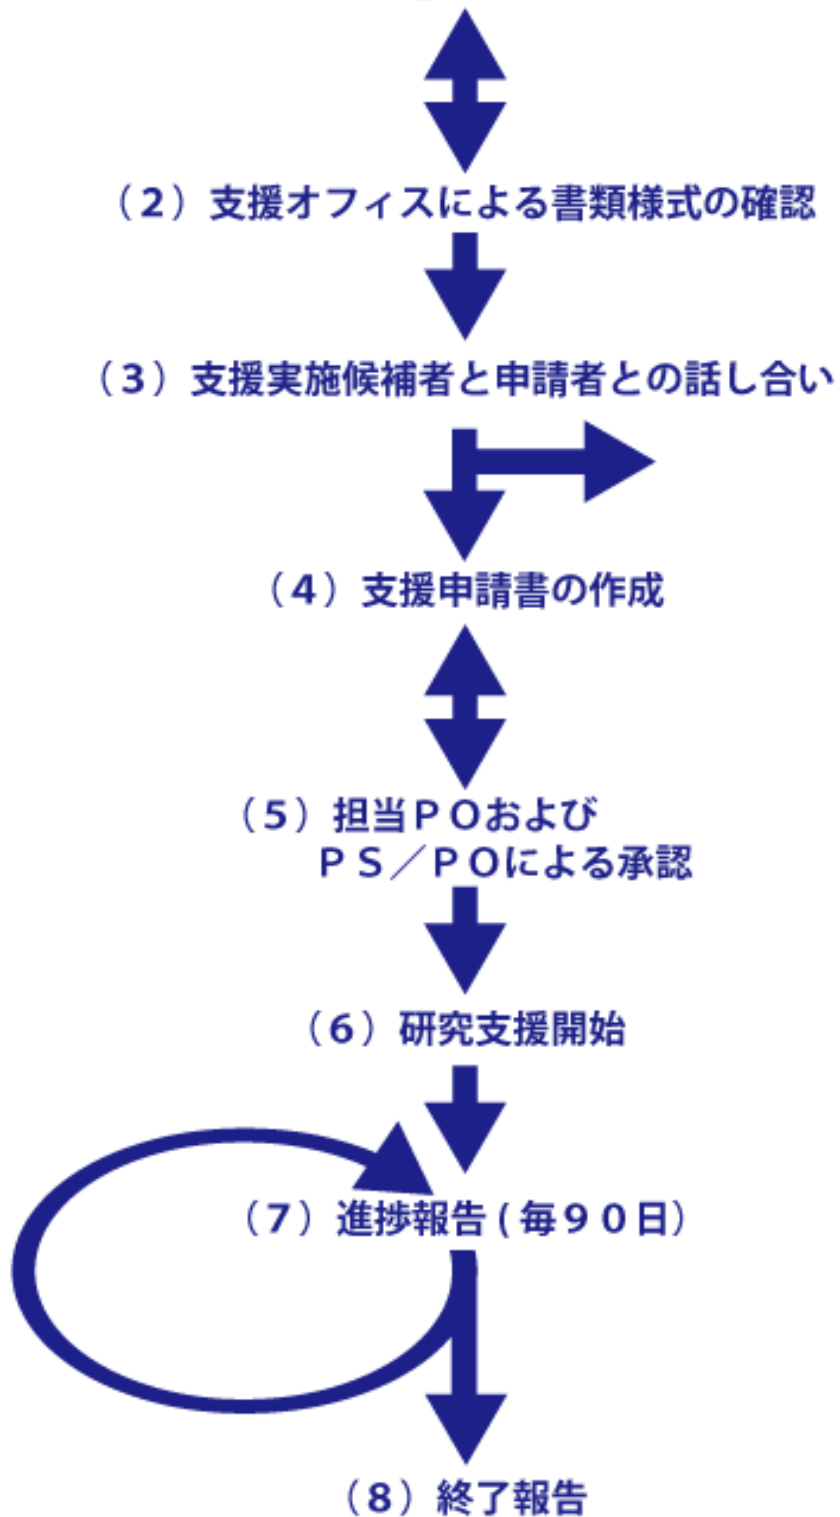 （２）支援オフィスによる書類様式の確認
（３）支援実施候補者と申請者との話し合い
（４）支援申請書の作成
（５）担当ＰＯおよび
ＰＳ／ＰＯによる承認
（６）研究支援開始
（７）進捗報告(毎９０日）
（８）終了報告